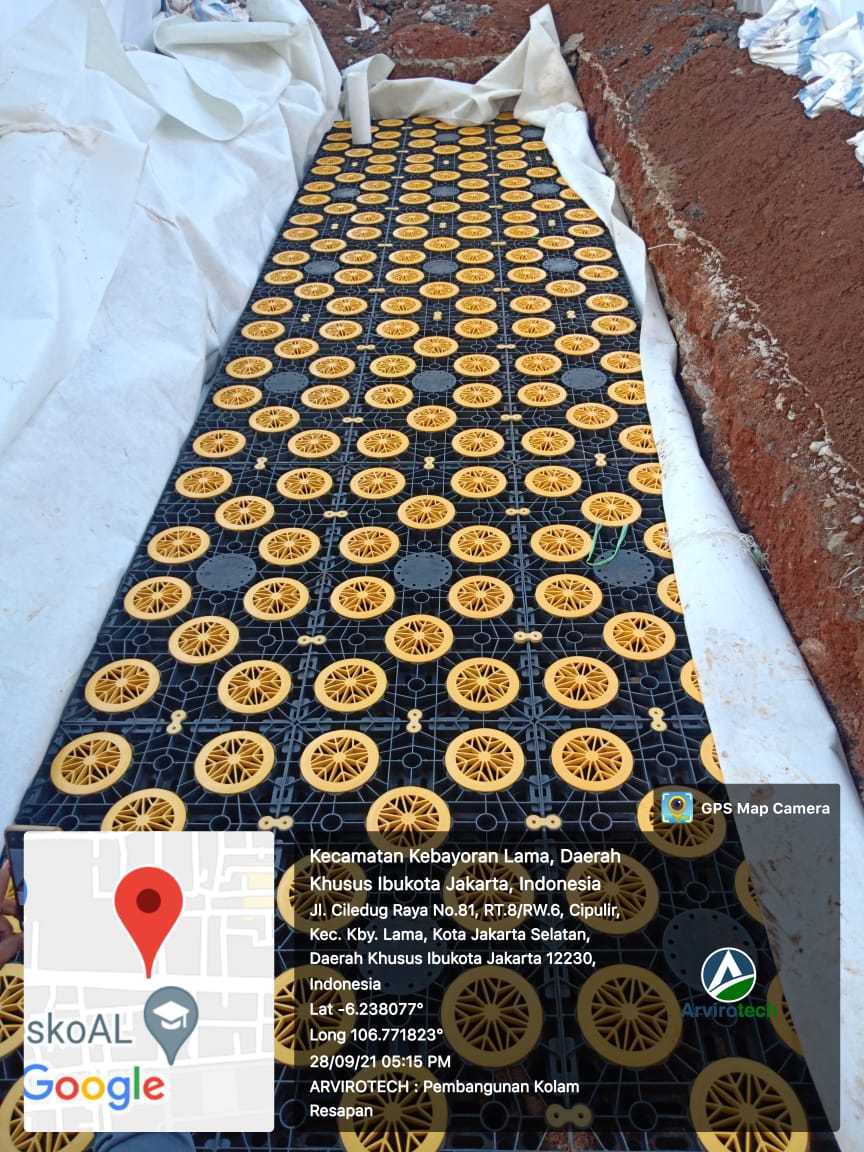 GPS Map Camera
Kecamatan Kebayoran Lama, Daerah
Khusus Ibukota Jakarta, Indonesia
Jl. Ciledug Raya No.81, RT.8/RW.6, Cipulir,
Kec. Kby. Lama, Kota Jakarta Selatan,
Daerah Khusus Ibukota Jakarta 12230,
Indonesia
Lat -6.238077°
Long 106.771823°
28/09/21 05:15 PM
ARVIROTECH : Pembangunan Kolam
Resapan
Arvirotech
skoAL
Google